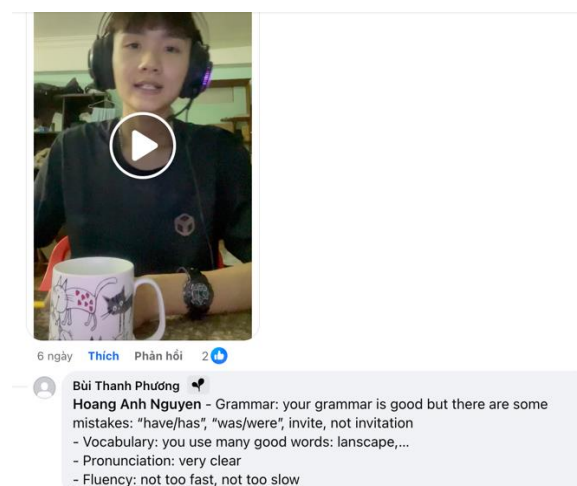 6 ngày Thích Phản hồi 2
Bùi Thanh Phương
Hoang Anh Nguyen - Grammar: your grammar is good but there are some
mistakes: “have/has”, “was/were”, invite, not invitation
- Vocabulary: you use many good words: lanscape,...
- Pronunciation: very clear
- Fluency: not too fast, not too slow